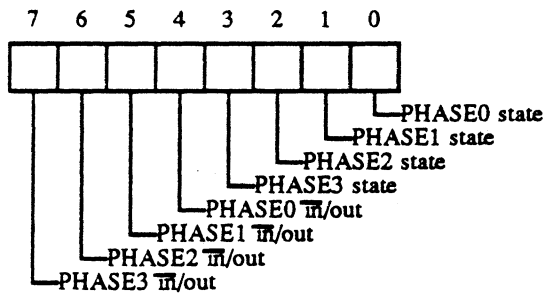 7 6 5 4 3 2 1 0
PHASE0 state
PHASE1 state
PHASE2 state
PHASE3 state
PHASE0 in/out
PHASE1 in/out
PHASE2 in/out
PHASE3 in/out